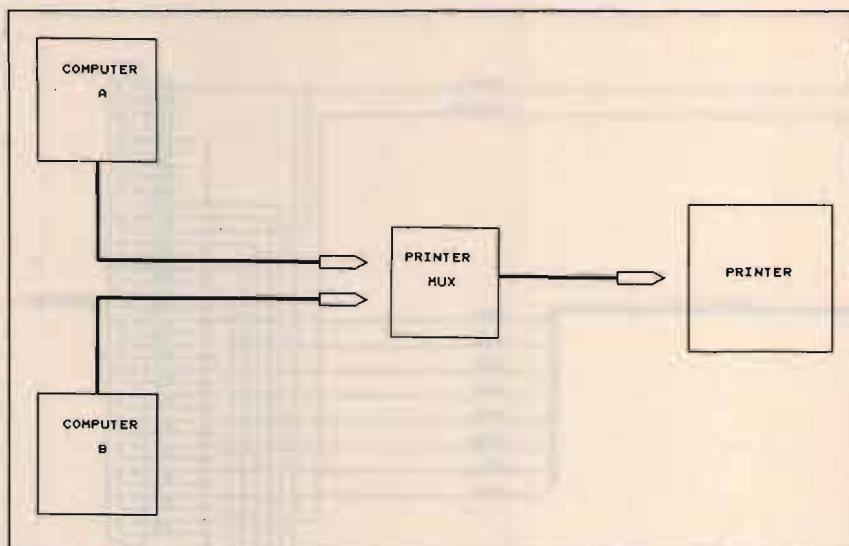 COMPUTER
A
PRINTER
MUX
PRINTER
COMPUTER
B